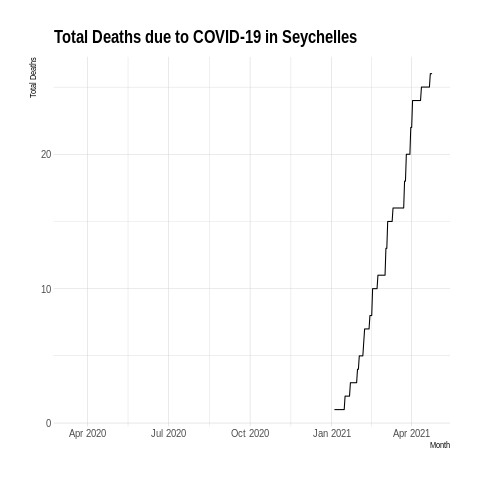 Total Deaths due to COVID-19 in Seychelles
Total Deaths
20
10
0
Apr 2020 Jul 2020 Oct 2020 Jan 2021 Apr 2021
Month